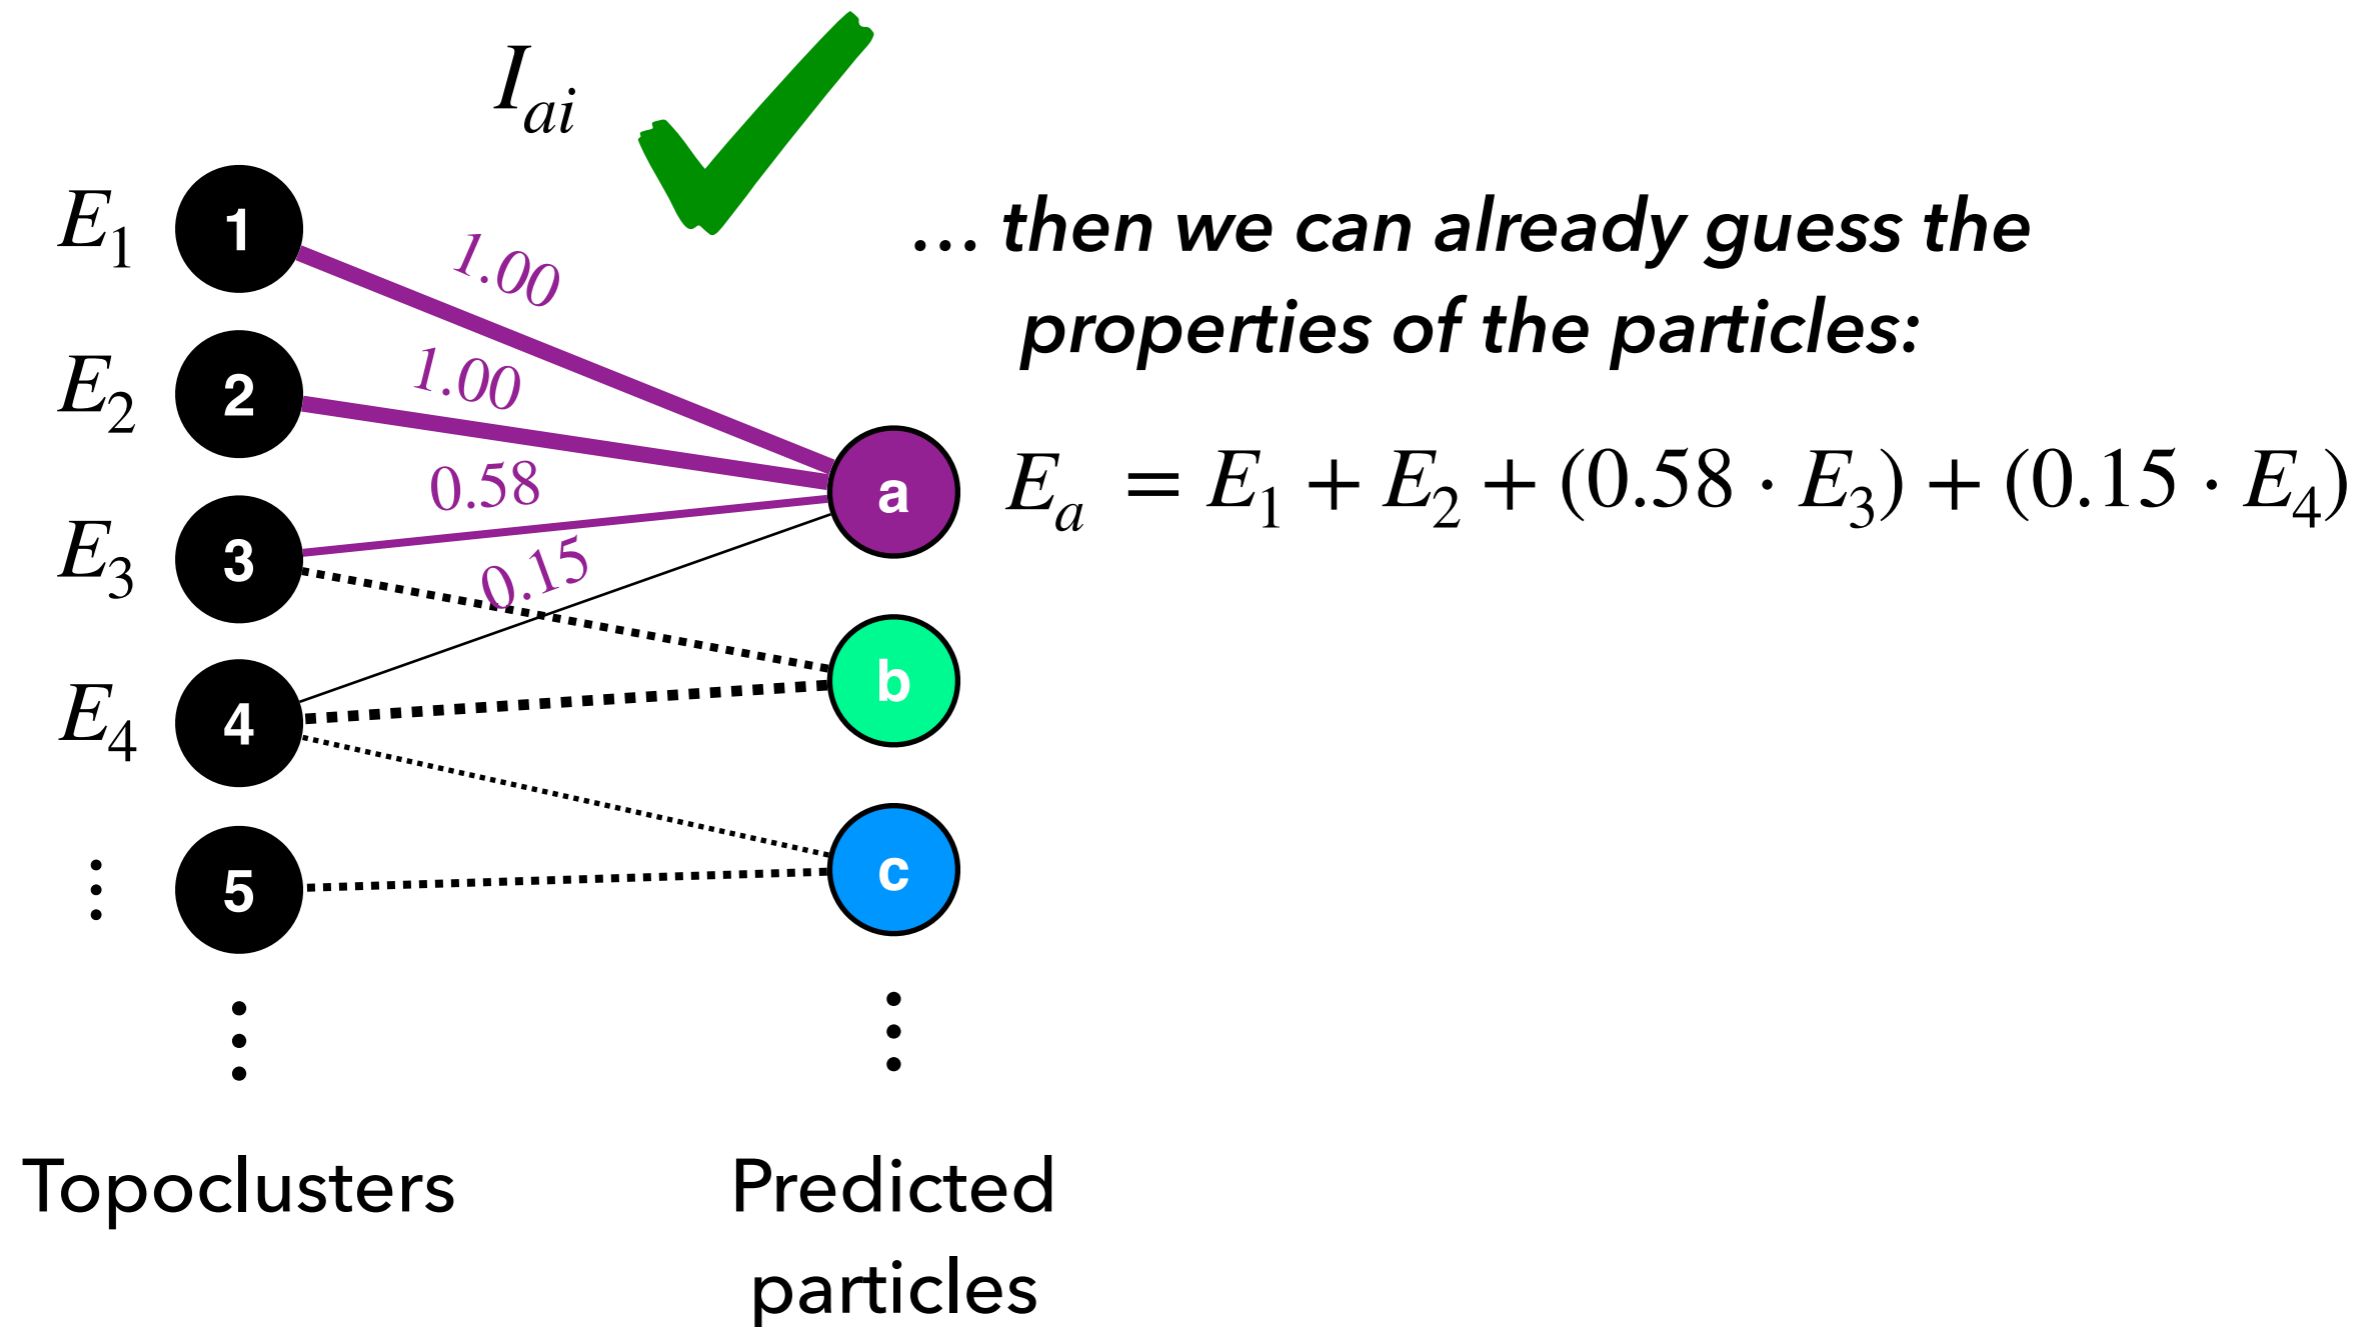 I_{ai}
… then we can already guess the
properties of the particles:
E_a = E_1 + E_2 + (0.58 · E_3) + (0.15 · E_4)
E_1
1
1.00
E_2
2
1.00
E_3
3
0.58
E_4
4
0.15
⋮
5
a
b
c
⋮
⋮
Topoclusters
Predicted
particles